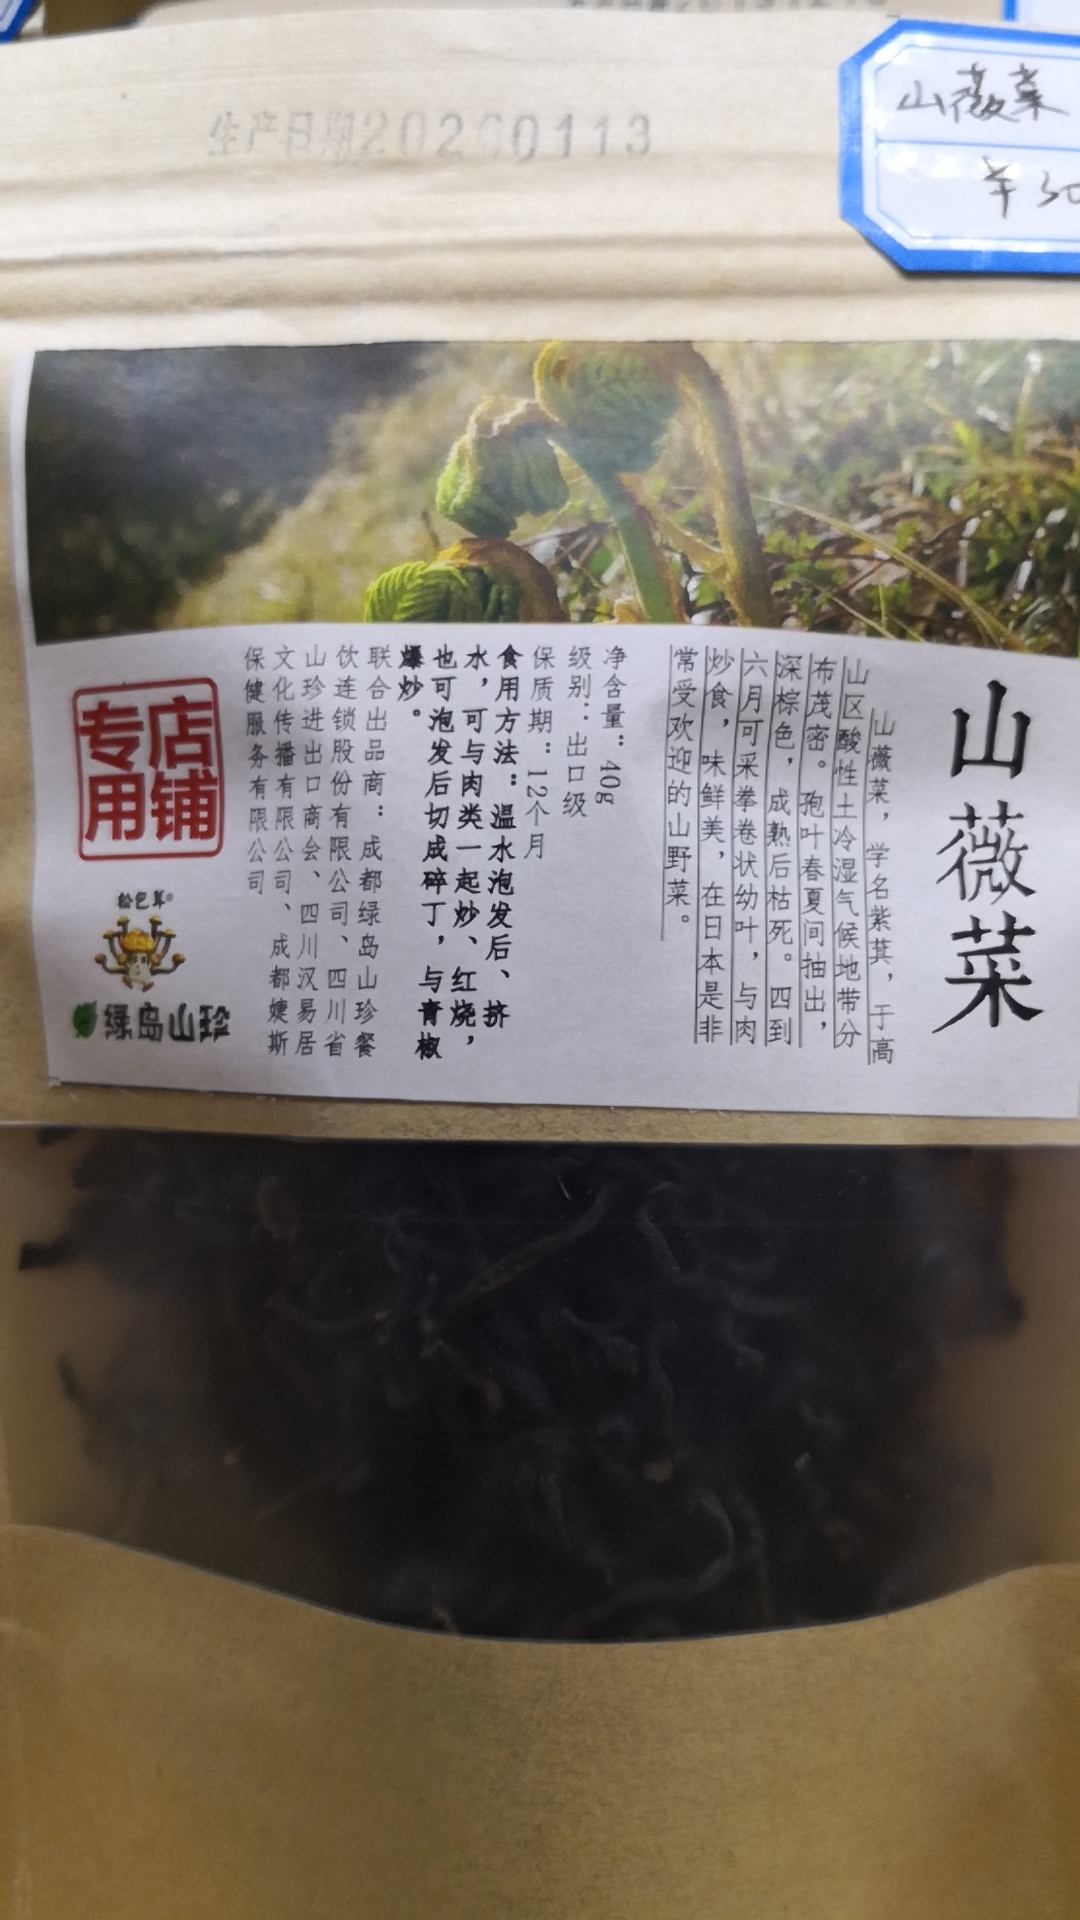 生产日期20260113
山薇菜
￥30
山薇菜
山薇菜，学名紫萁，于高
山区酸性土冷湿气候地带分
布茂密。孢叶春夏间抽出，
深棕色，成熟后枯死。四到
六月可采拳卷状幼叶，与肉
炒食，味鲜美，在日本是非
常受欢迎的山野菜。
净含量：40g
级别：出口级
保质期：12个月
食用方法：温水泡发后、挤
水，可与肉类一起炒、红烧，
也可泡发后切成碎丁，与青椒
爆炒。
联合出品商：成都绿岛山珍餐
饮连锁股份有限公司、四川省
山珍进出口商会、四川汉易居
文化传播有限公司、成都婕斯
保健服务有限公司
店铺
专用
松包耳®
绿岛山珍